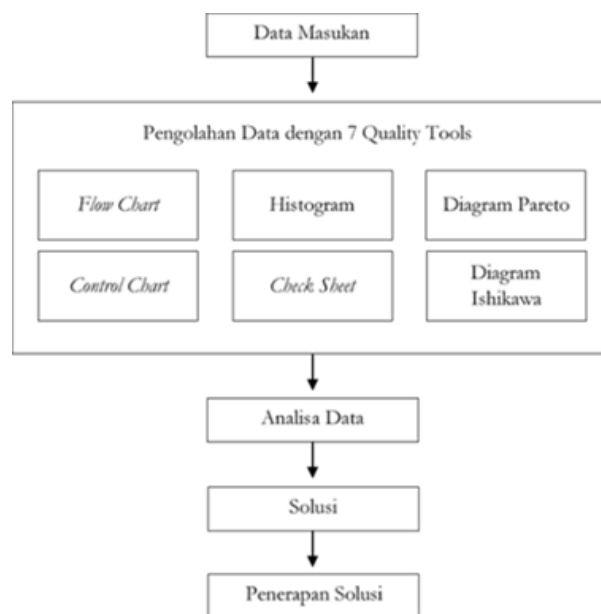 Data Masukan
Pengolahan Data dengan 7 Quality Tools
Flow Chart
Histogram
Diagram Pareto
Control Chart
Check Sheet
Diagram
Ishikawa
Analisa Data
Solusi
Penerapan Solusi